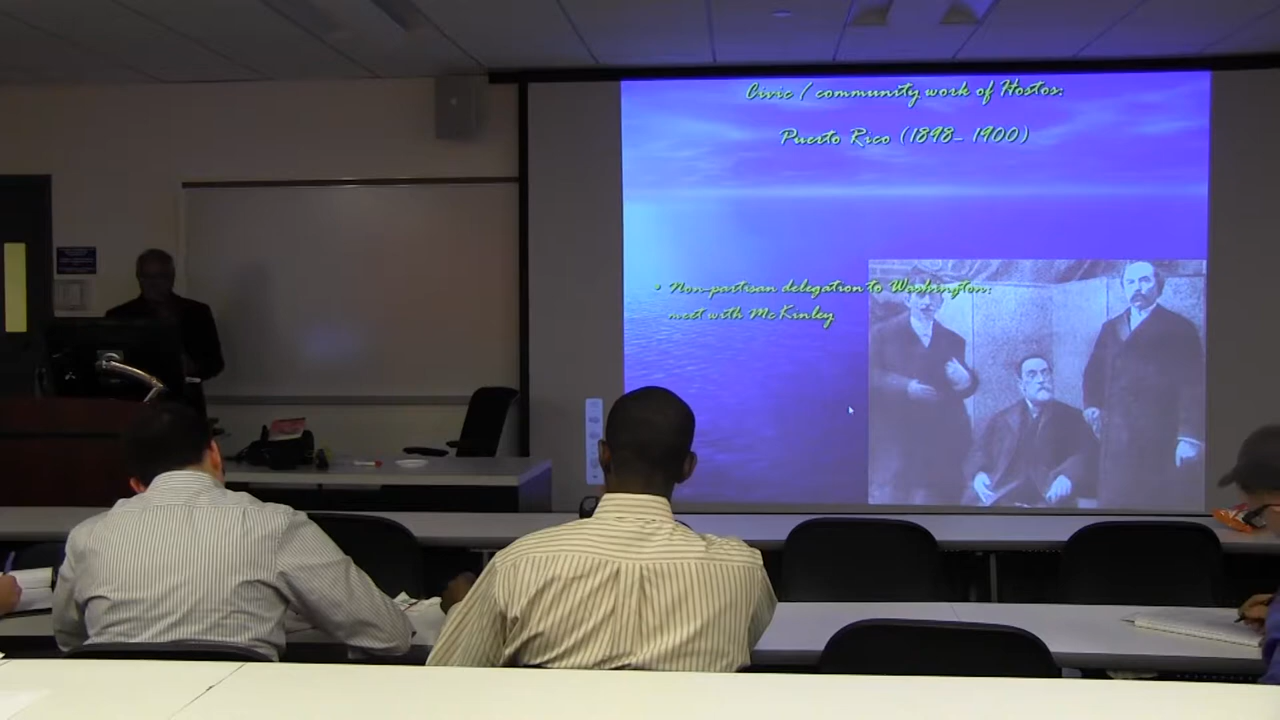 Civic / community work of Hostos:
Puerto Rico (1898- 1900)
• Non-partisan delegation to Washington:
meet with McKinley